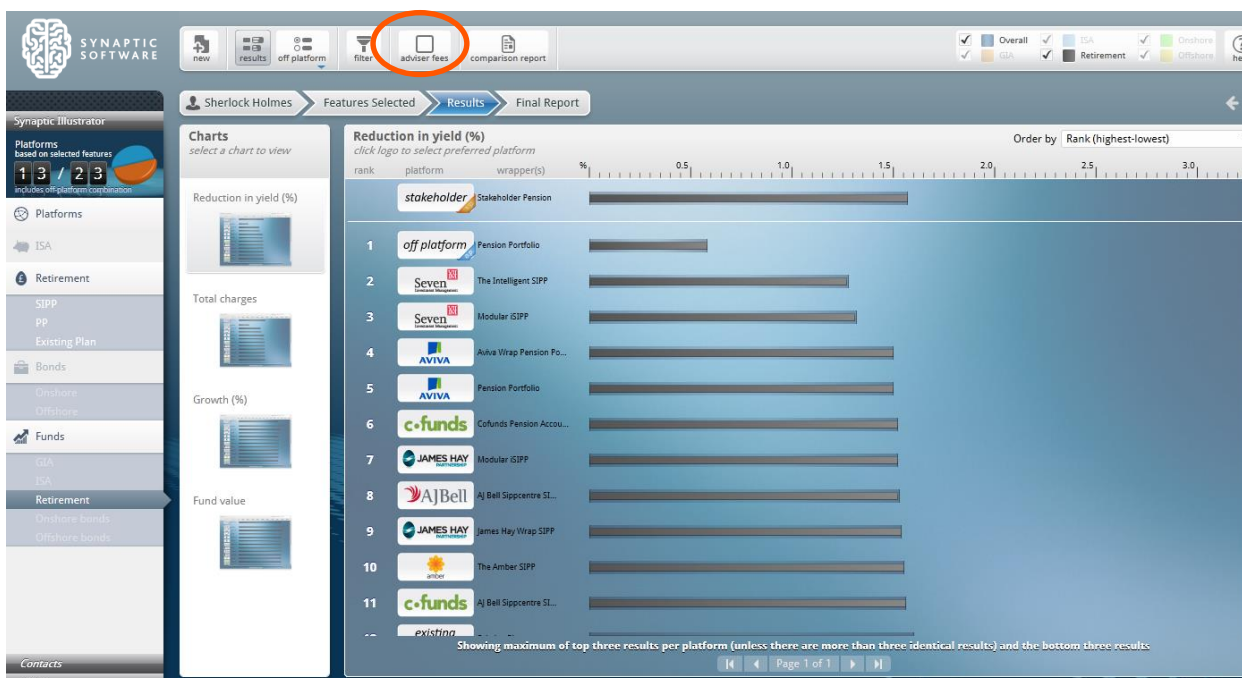 SYNAPTIC
SOFTWARE
new
results
off platform
filter
adviser fees
comparison report
Overall
ISA
Onshore
GIA
Retirement
Offshore
he
Synaptic Illustrator
Sherlock Holmes
Features Selected
Results
Final Report
Platforms
based on selected features
13/23
includes off-platform combination
Platforms
ISA
Retirement
SIPP
PP
Existing Plan
Bonds
Onshore
Offshore
Funds
GIA
ISA
Retirement
Onshore bonds
Offshore bonds
Contacts
Charts
select a chart to view
Reduction in yield (%)
Total charges
Growth (%)
Fund value
Reduction in yield (%)
click logo to select preferred platform
Order by Rank (highest-lowest)
rank platform wrapper(s) % 0.5 1.0 1.5 2.0 2.5 3.0
stakeholder Stakeholder Pension
1 off platform Pension Portfolio
2 Seven Investment Management The Intelligent SIPP
3 Seven Investment Management Modular iSIPP
4 AVIVA Aviva Wrap Pension Po...
5 AVIVA Pension Portfolio
6 c•funds Cofunds Pension Accou...
7 JAMES HAY PARTNERSHIP Modular iSIPP
8 AJBell AJ Bell Sippcentre SI...
9 JAMES HAY PARTNERSHIP James Hay Wrap SIPP
10 amber The Amber SIPP
11 c•funds AJ Bell Sippcentre SI...
existing
Showing maximum of top three results per platform (unless there are more than three identical results) and the bottom three results
Page 1 of 1